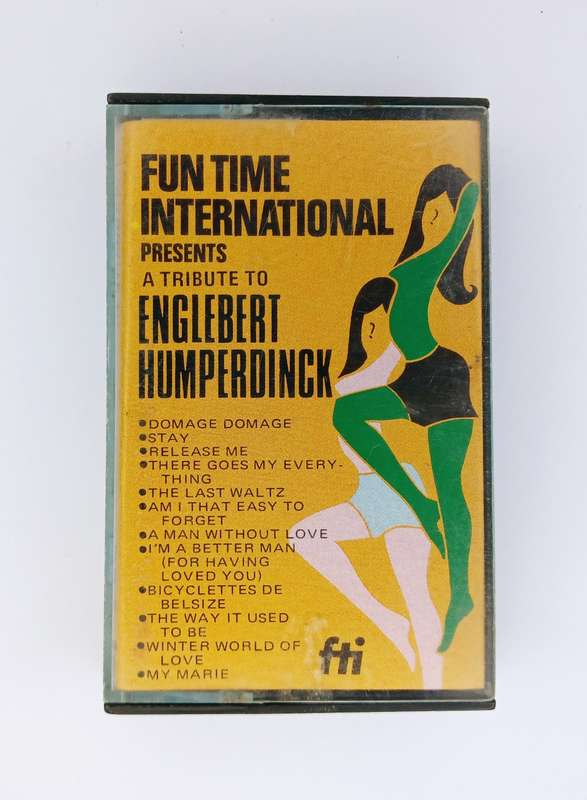 FUN TIME
INTERNATIONAL
PRESENTS
A TRIBUTE TO
ENGLEBERT
HUMPERDINCK
•DOMAGE DOMAGE
•STAY
•RELEASE ME
•THERE GOES MY EVERY-
THING
•THE LAST WALTZ
•AM I THAT EASY TO
FORGET
•A MAN WITHOUT LOVE
•I'M A BETTER MAN
(FOR HAVING
LOVED YOU)
•BICYCLETTES DE
BELSIZE
•THE WAY IT USED
TO BE
•WINTER WORLD OF
LOVE
•MY MARIE
fti